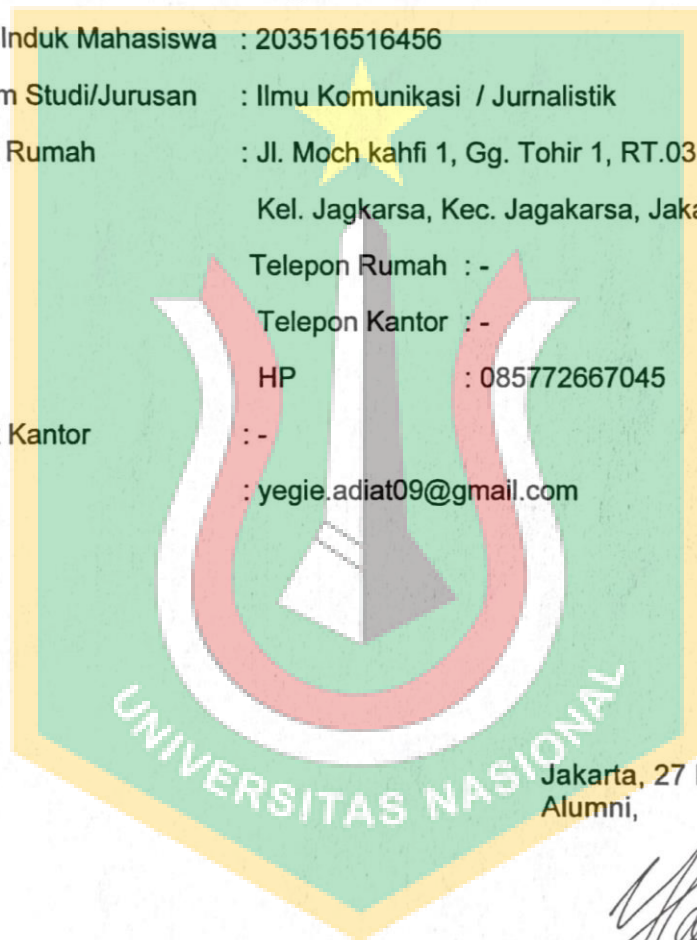 Induk Mahasiswa : 203516516456
Studi/Jurusan : Ilmu Komunikasi / Jurnalistik
Rumah : Jl. Moch kahfi 1, Gg. Tohir 1, RT.03
Kel. Jagkarsa, Kec. Jagakarsa,
Telepon Rumah : -
Telepon Kantor : -
HP : 085772667045
Kantor : -
: yegie.adiat09@gmail.com
UNIVERSITAS NASIONAL
Jakarta, 27
Alumni,